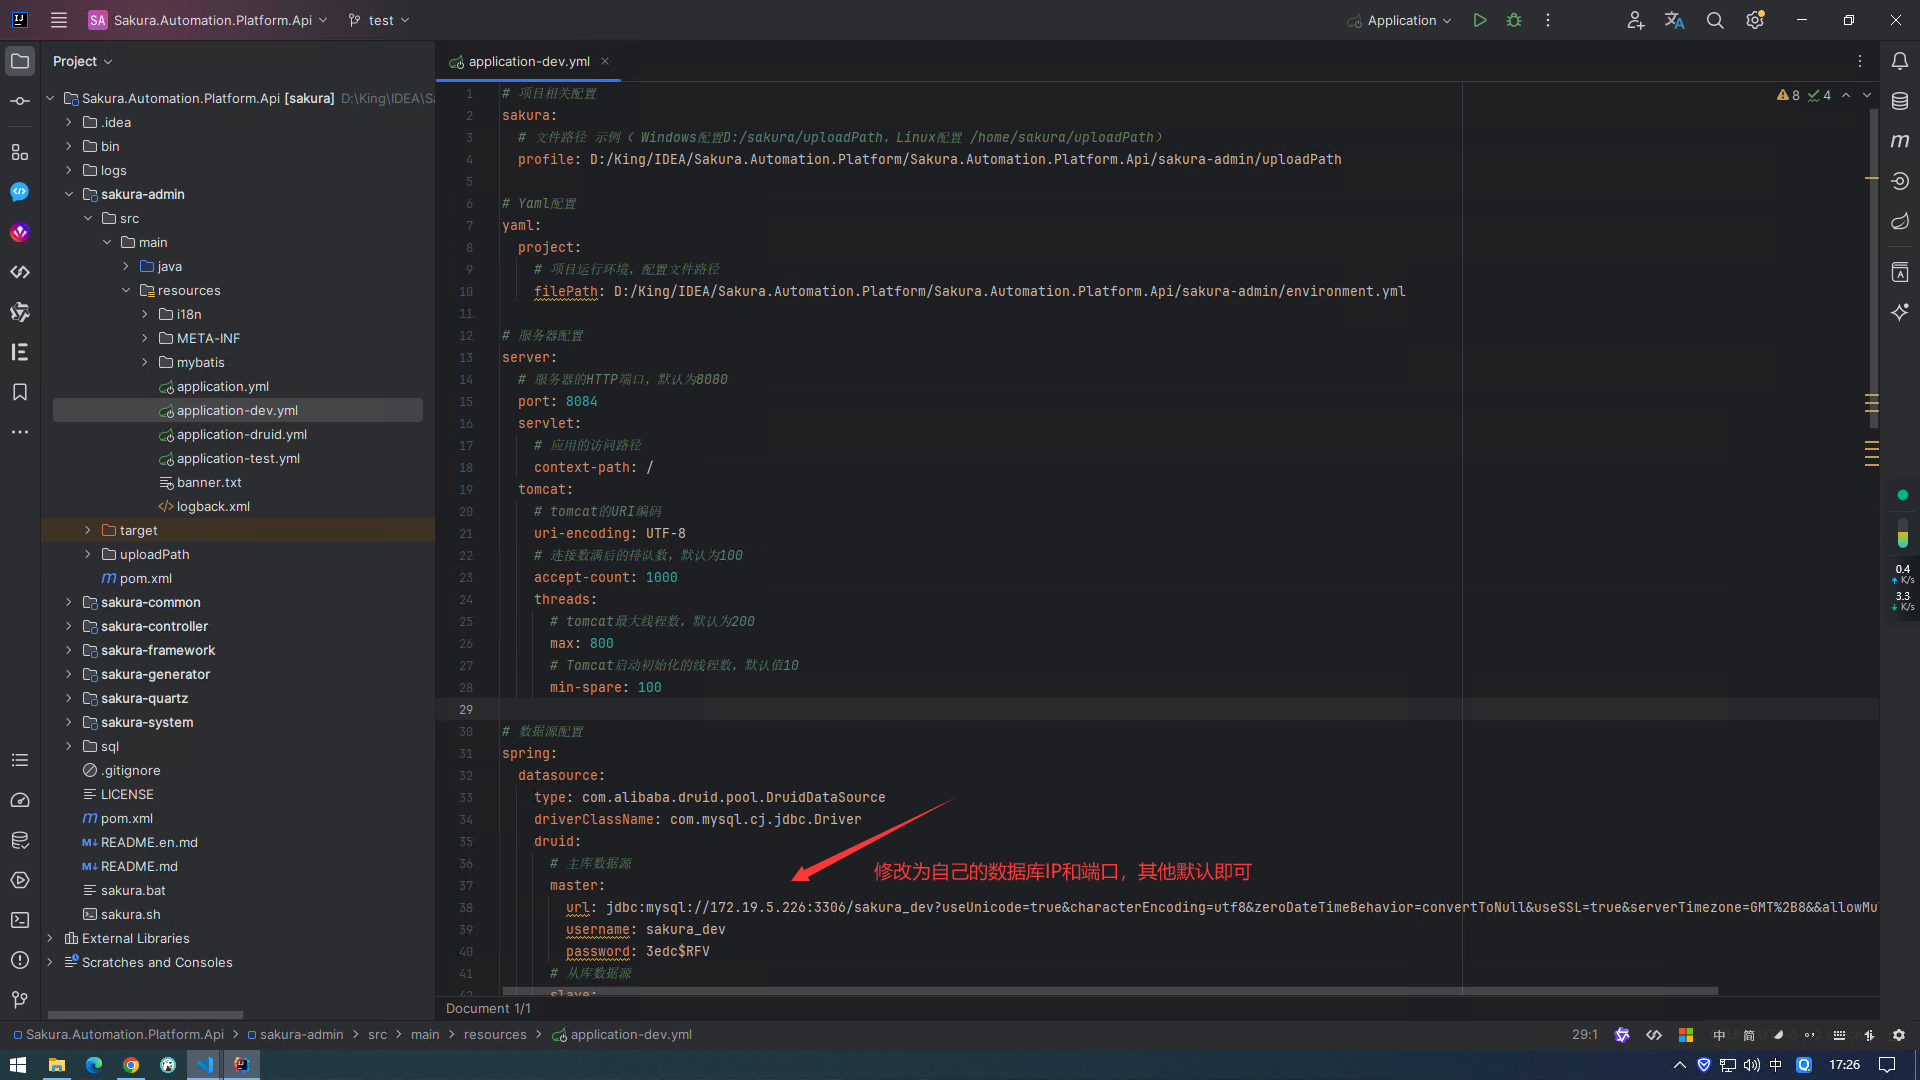 SA Sakura.Automation.Platform.Api
test
Application
Project
application-dev.yml
Sakura.Automation.Platform.Api [sakura] D:\King\IDEA\S
.idea
bin
logs
sakura-admin
src
main
java
resources
i18n
META-INF
mybatis
application.yml
application-dev.yml
application-druid.yml
application-test.yml
banner.txt
logback.xml
target
uploadPath
pom.xml
sakura-common
sakura-controller
sakura-framework
sakura-generator
sakura-quartz
sakura-system
sql
.gitignore
LICENSE
pom.xml
README.en.md
README.md
sakura.bat
sakura.sh
External Libraries
Scratches and Consoles
8 4
1 # 项目相关配置
2 sakura:
3 # 文件路径 示例（ Windows配置D:/sakura/uploadPath，Linux配置 /home/sakura/uploadPath）
4 profile: D:/King/IDEA/Sakura.Automation.Platform/Sakura.Automation.Platform.Api/sakura-admin/uploadPath
5
6 # Yaml配置
7 yaml:
8 project:
9 # 项目运行环境，配置文件路径
10 filePath: D:/King/IDEA/Sakura.Automation.Platform/Sakura.Automation.Platform.Api/sakura-admin/environment.yml
11
12 # 服务器配置
13 server:
14 # 服务器的HTTP端口，默认为8080
15 port: 8084
16 servlet:
17 # 应用的访问路径
18 context-path: /
19 tomcat:
20 # tomcat的URI编码
21 uri-encoding: UTF-8
22 # 连接数满后的排队数，默认为100
23 accept-count: 1000
24 threads:
25 # tomcat最大线程数，默认为200
26 max: 800
27 # Tomcat启动初始化的线程数，默认值10
28 min-spare: 100
29
30 # 数据源配置
31 spring:
32 datasource:
33 type: com.alibaba.druid.pool.DruidDataSource
34 driverClassName: com.mysql.cj.jdbc.Driver
35 druid:
36 # 主库数据源
修改为自己的数据库IP和端口，其他默认即可
37 master:
38 url: jdbc:mysql://172.19.5.226:3306/sakura_dev?useUnicode=true&characterEncoding=utf8&zeroDateTimeBehavior=convertToNull&useSSL=true&serverTimezone=GMT%2B8&&allowMu
39 username: sakura_dev
40 password: 3edc$RFV
41 # 从库数据源
42 slave:
Document 1/1
0.4
K/s
3.3
K/s
Sakura.Automation.Platform.Api > sakura-admin > src > main > resources > application-dev.yml
29:1
中 简
中
17:26